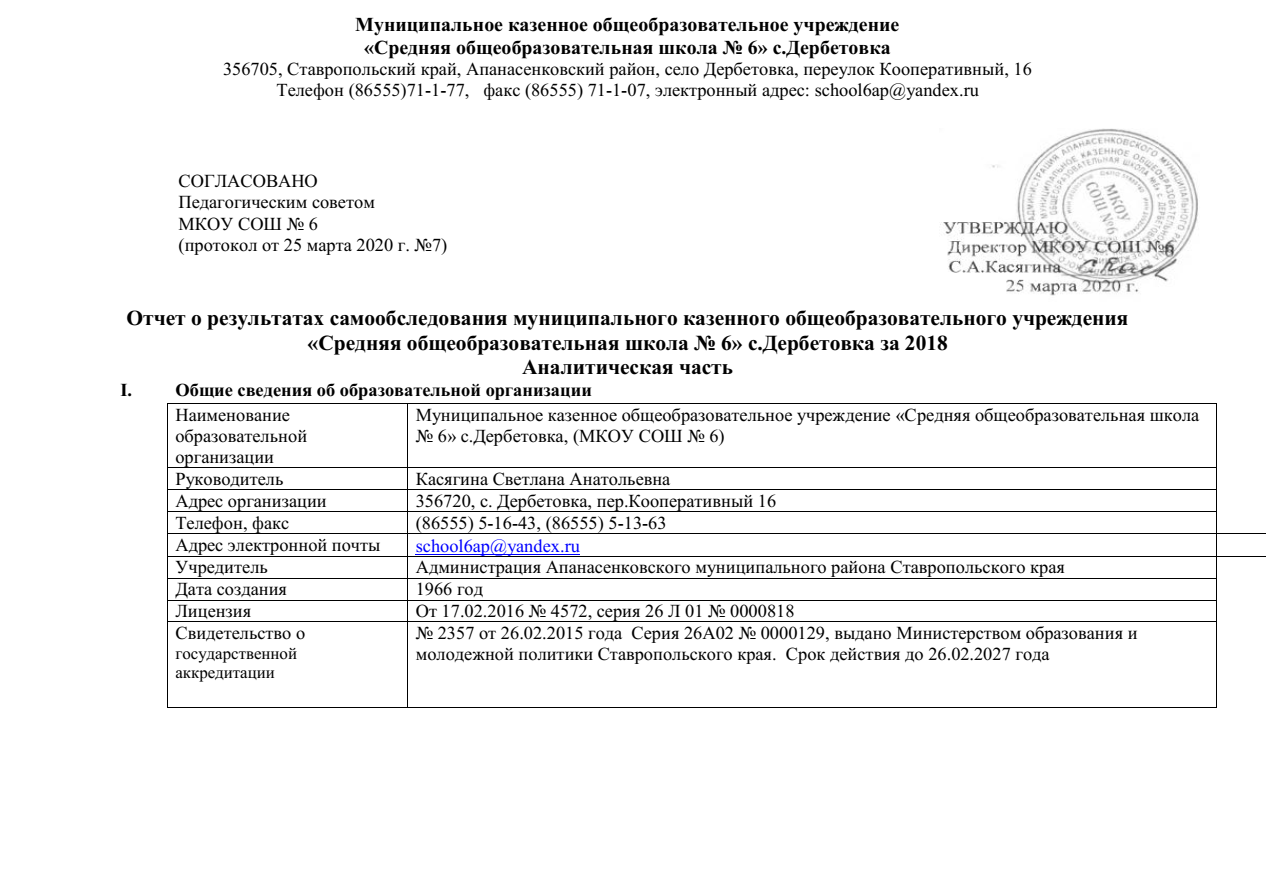 Муниципальное казенное общеобразовательное учреждение
«Средняя общеобразовательная школа № 6» с.Дербетовка
356705, Ставропольский край, Апанасенковский район, село Дербетовка, переулок Кооперативный, 16
Телефон (86555)71-1-77, факс (86555) 71-1-07, электронный адрес: school6ap@yandex.ru
СОГЛАСОВАНО
Педагогическим советом
МКОУ СОШ № 6
(протокол от 25 марта 2020 г. №7)
МКОУ
СОШ №6
УТВЕРЖДАЮ
Директор МКОУ СОШ №6
С.А.Касягина
25 марта 2020 г.
Отчет о результатах самообследования муниципального казенного общеобразовательного учреждения
«Средняя общеобразовательная школа № 6» с.Дербетовка за 2018
Аналитическая часть
I. Общие сведения об образовательной организации
Наименование
образовательной
организации
Муниципальное казенное общеобразовательное учреждение «Средняя общеобразовательная школа
№ 6» с.Дербетовка, (МКОУ СОШ № 6)
Руководитель
Касягина Светлана Анатольевна
Адрес организации
356720, с. Дербетовка, пер.Кооперативный 16
Телефон, факс
(86555) 5-16-43, (86555) 5-13-63
Адрес электронной почты
school6ap@yandex.ru
Учредитель
Администрация Апанасенковского муниципального района Ставропольского края
Дата создания
1966 год
Лицензия
От 17.02.2016 № 4572, серия 26 Л 01 № 0000818
Свидетельство о
государственной
аккредитации
№ 2357 от 26.02.2015 года Серия 26А02 № 0000129, выдано Министерством образования и
молодежной политики Ставропольского края. Срок действия до 26.02.2027 года